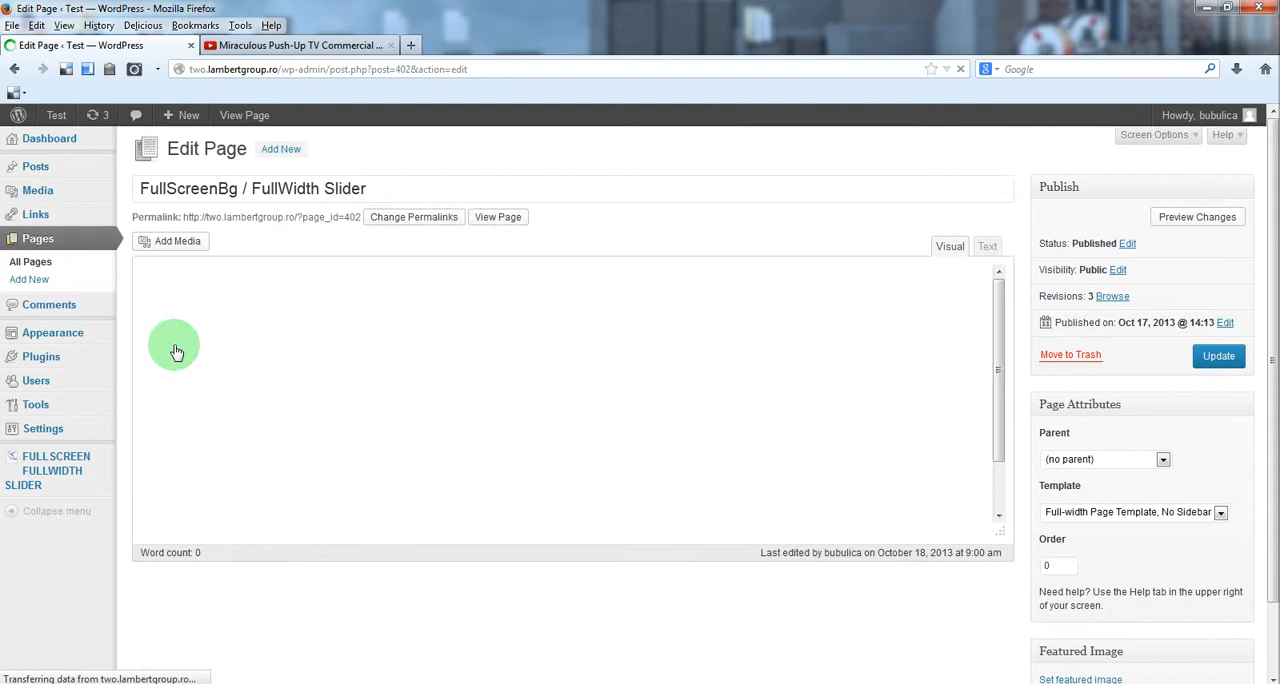 Edit Page ‹ Test — WordPress - Mozilla Firefox
File Edit View History Delicious Bookmarks Tools Help
Edit Page ‹ Test — WordPress × Miraculous Push-Up TV Commercial ... × +
two.lambertgroup.ro/wp-admin/post.php?post=402&action=edit Google
Test 3 + New View Page Howdy, bubulica
Screen Options Help
Dashboard
Posts
Media
Links
Pages
All Pages
Add New
Comments
Appearance
Plugins
Users
Tools
Settings
FULLSCREEN
FULLWIDTH
SLIDER
Collapse menu
Edit Page Add New
FullScreenBg / FullWidth Slider
Permalink: http://two.lambertgroup.ro/?page_id=402 Change Permalinks View Page
Add Media Visual Text
Word count: 0 Last edited by bubulica on October 18, 2013 at 9:00 am
Publish
Preview Changes
Status: Published Edit
Visibility: Public Edit
Revisions: 3 Browse
Published on: Oct 17, 2013 @ 14:13 Edit
Move to Trash Update
Page Attributes
Parent
(no parent)
Template
Full-width Page Template, No Sidebar
Order
0
Need help? Use the Help tab in the upper right
of your screen.
Featured Image
Set featured image
Transferring data from two.lambertgroup.ro...